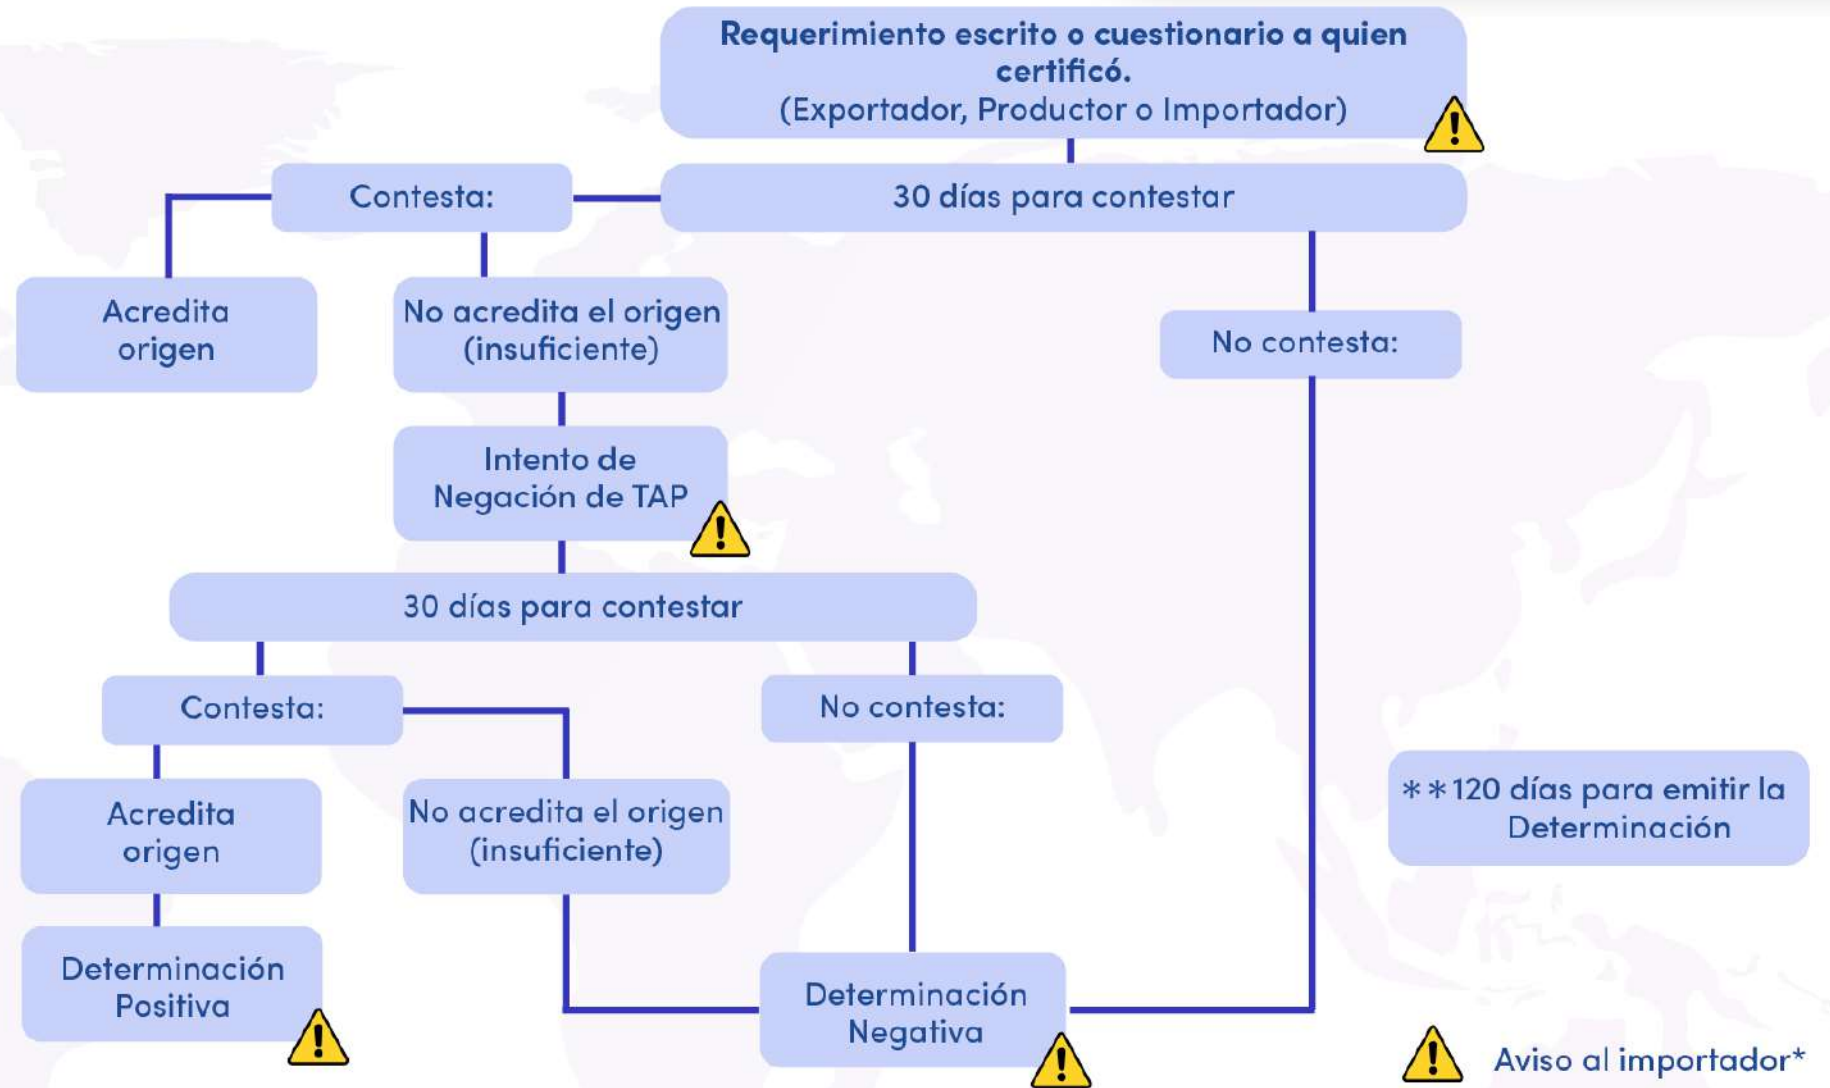 Requerimiento escrito o cuestionario a quien
certificó.
(Exportador, Productor o Importador)
Contesta:
30 días para contestar
Acredita
origen
No acredita el origen
(insuficiente)
No contesta:
Intento de
Negación de TAP
30 días para contestar
Contesta:
No contesta:
Acredita
origen
No acredita el origen
(insuficiente)
**120 días para emitir la
Determinación
Determinación
Positiva
Determinación
Negativa
Aviso al importador*